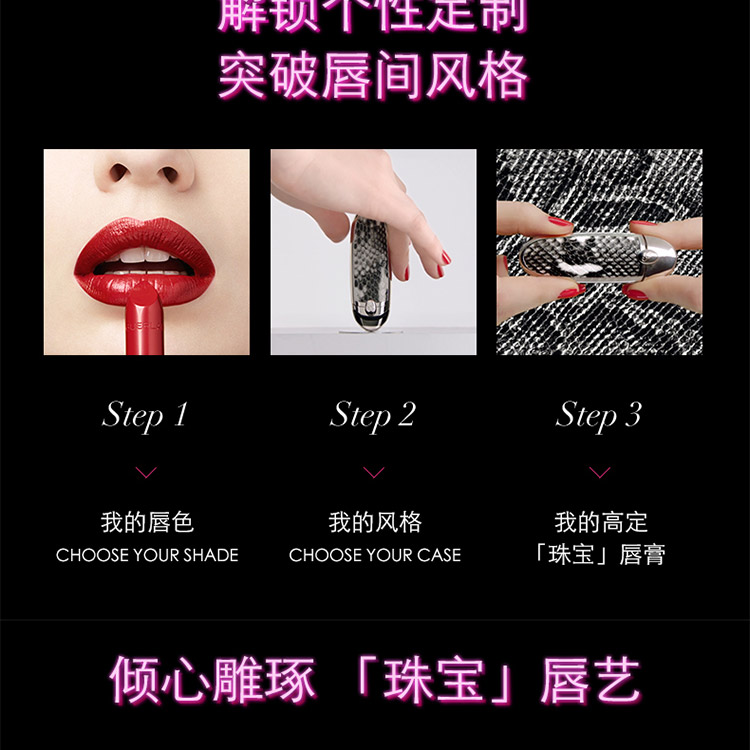 解锁个性定制
突破唇间风格
Step 1
Step 2
Step 3
我的唇色
CHOOSE YOUR SHADE
我的风格
CHOOSE YOUR CASE
我的高定
「珠宝」唇膏
倾心雕琢 「珠宝」唇艺